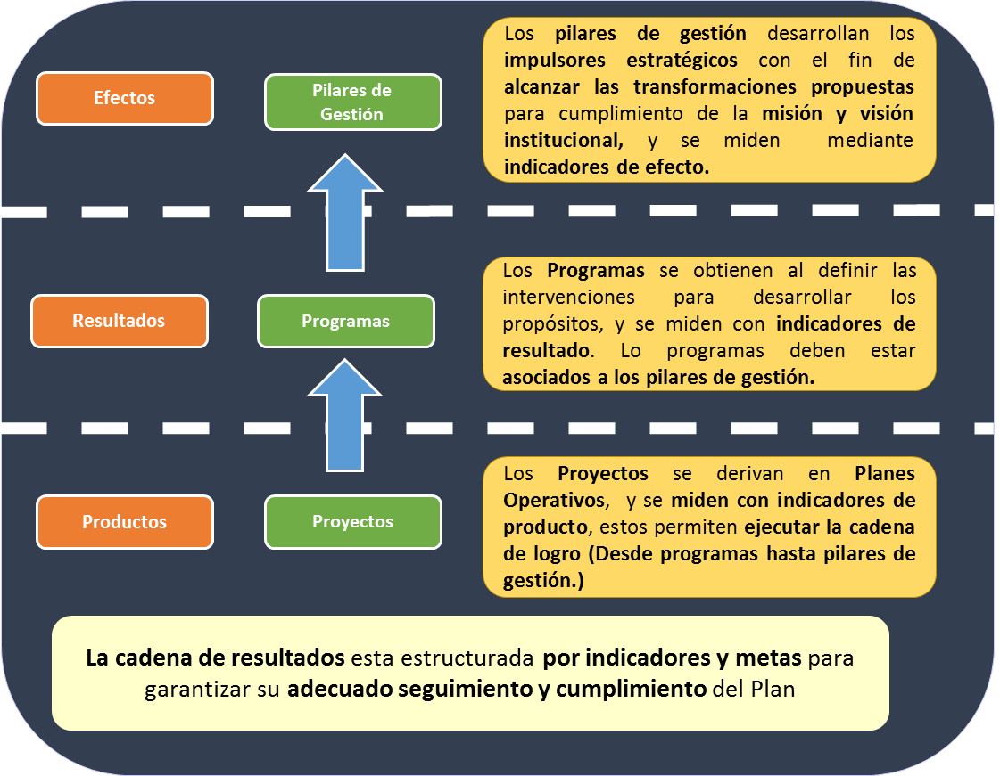 Efectos
Pilares de
Gestión
Los pilares de gestión desarrollan los
impulsores estratégicos con el fin de
alcanzar las transformaciones propuestas
para cumplimiento de la misión y visión
institucional, y se miden mediante
indicadores de efecto.
Resultados
Programas
Los Programas se obtienen al definir las
intervenciones para desarrollar los
propósitos, y se miden con indicadores de
resultado. Lo programas deben estar
asociados a los pilares de gestión.
Productos
Proyectos
Los Proyectos se derivan en Planes
Operativos, y se miden con indicadores de
producto, estos permiten ejecutar la cadena
de logro (Desde programas hasta pilares de
gestión.)
La cadena de resultados esta estructurada por indicadores y metas para
garantizar su adecuado seguimiento y cumplimiento del Plan